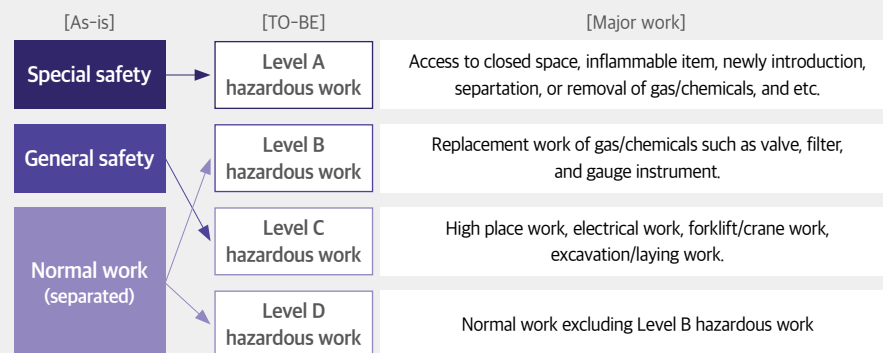 [As-is]
[TO-BE]
[Major work]
Special safety
Level A
hazardous work
Access to closed space, inflammable item, newly introduction,
separtation, or removal of gas/chemicals, and etc.
General safety
Level B
hazardous work
Replacement work of gas/chemicals such as valve, filter,
and gauge instrument.
Normal work
(separated)
Level C
hazardous work
High place work, electrical work, forklift/crane work,
excavation/laying work.
Level D
hazardous work
Normal work excluding Level B hazardous work